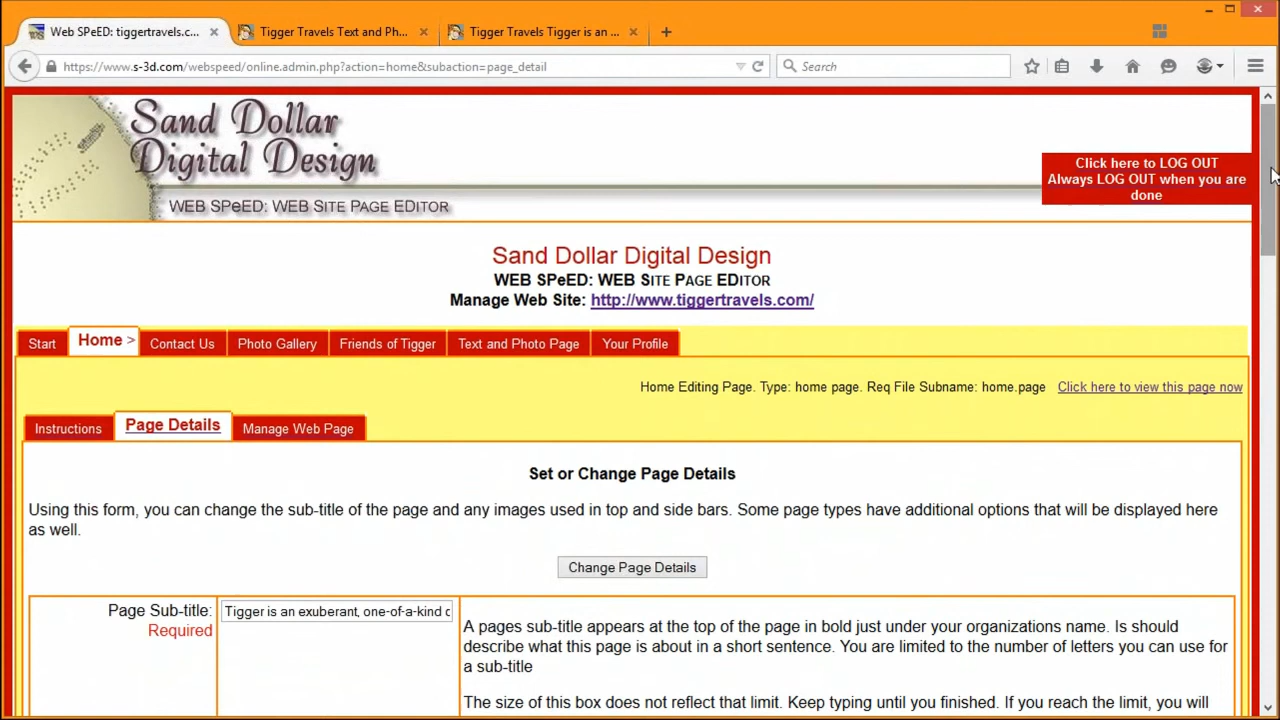 Web SPeED: tiggertravels.c...
Tigger Travels Text and Ph...
Tigger Travels Tigger is an ...
https://www.s-3d.com/webspeed/online.admin.php?action=home&subaction=page_detail
Search
Sand Dollar
Digital Design
WEB SPeED: WEB SITE PAGE EDITOR
Click here to LOG OUT
Always LOG OUT when you are
done
Sand Dollar Digital Design
WEB SPeED: WEB SITE PAGE EDITOR
Manage Web Site: http://www.tiggertravels.com/
Start
Home >
Contact Us
Photo Gallery
Friends of Tigger
Text and Photo Page
Your Profile
Home Editing Page. Type: home page. Req File Subname: home.page
Click here to view this page now
Instructions
Page Details
Manage Web Page
Set or Change Page Details
Using this form, you can change the sub-title of the page and any images used in top and side bars. Some page types have additional options that will be displayed here
as well.
Change Page Details
Page Sub-title:
Required
Tigger is an exuberant, one-of-a-kind c
A pages sub-title appears at the top of the page in bold just under your organizations name. Is should
describe what this page is about in a short sentence. You are limited to the number of letters you can use for
a sub-title
The size of this box does not reflect that limit. Keep typing until you finished. If you reach the limit, you will